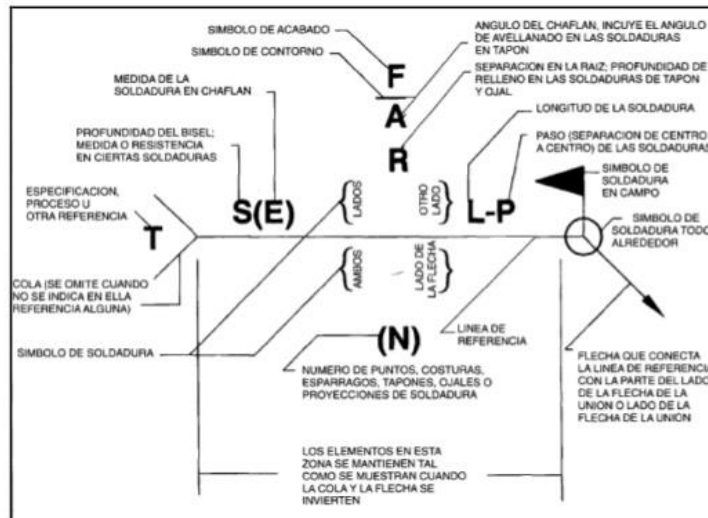 SIMBOLO DE ACABADO
SIMBOLO DE CONTORNO
F
A
R
ANGULO DEL CHAFLAN, INCLUYE EL ANGULO
DE AVELLANADO EN LAS SOLDADURAS
EN TAPON
SEPARACION EN LA RAIZ; PROFUNDIDAD DE
RELLENO EN LAS SOLDADURAS DE TAPON
Y OJAL
MEDIDA DE LA
SOLDADURA EN CHAFLAN
LONGITUD DE LA SOLDADURA
PROFUNDIDAD DEL BISEL;
MEDIDA O RESISTENCIA
EN CIERTAS SOLDADURAS
PASO (SEPARACION DE CENTRO
A CENTRO) DE LAS SOLDADURAS
SIMBOLO DE
SOLDADURA
EN CAMPO
ESPECIFICACION,
PROCESO U
OTRA REFERENCIA
T
S(E)
LADOS
OTRO
LADO
L-P
SIMBOLO DE
SOLDADURA TODO
ALREDEDOR
AMBOS
LADO DE
LA FLECHA
COLA (SE OMITE CUANDO
NO SE INDICA EN ELLA
REFERENCIA ALGUNA)
SIMBOLO DE SOLDADURA
(N)
LINEA DE
REFERENCIA
NUMERO DE PUNTOS, COSTURAS,
ESPARRAGOS, TAPONES, OJALES O
PROYECCIONES DE SOLDADURA
FLECHA QUE CONECTA
LA LINEA DE REFERENCIA
CON LA PARTE DEL LADO
DE LA FLECHA DE LA
UNION O LADO DE LA
FLECHA DE LA UNION
LOS ELEMENTOS EN ESTA
ZONA SE MANTIENEN TAL
COMO SE MUESTRAN CUANDO
LA COLA Y LA FLECHA SE
INVIERTEN